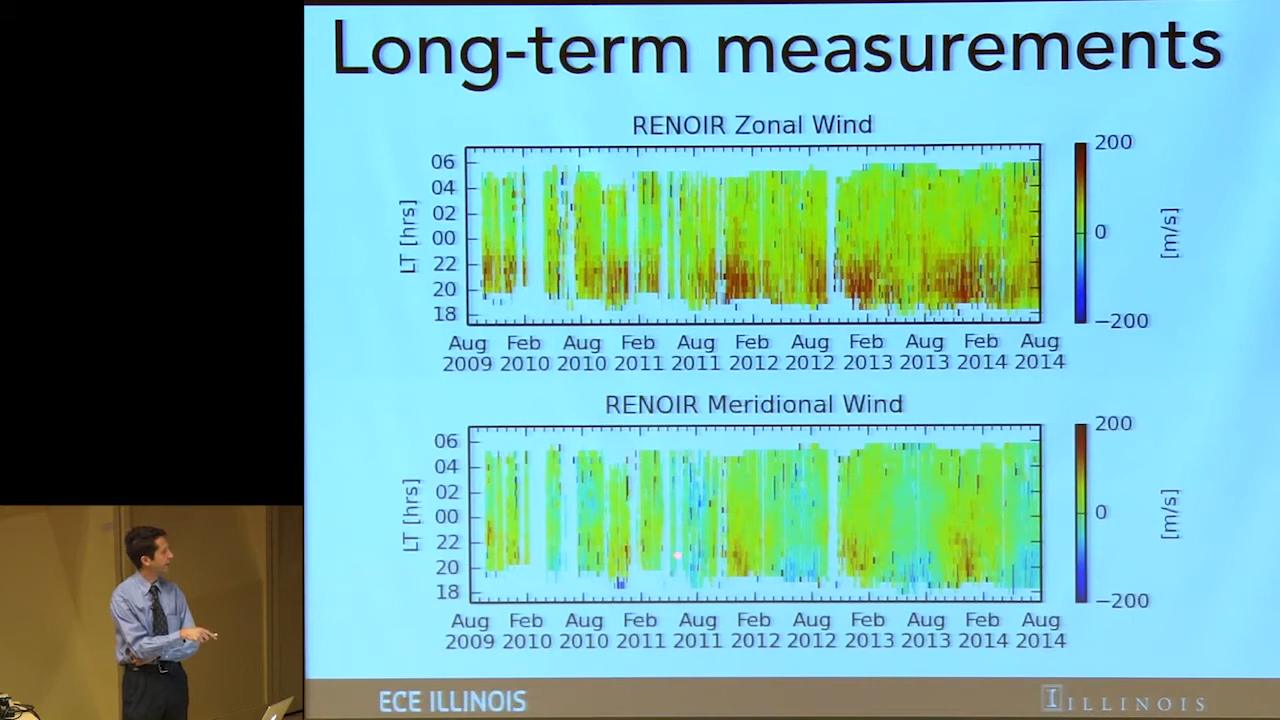 Long-term measurements
RENOIR Zonal Wind
200
0
−200
[m/s]
LT [hrs]
06
04
02
00
22
20
18
Aug Feb Aug Feb Aug Feb Aug Feb Aug Feb Aug
2009 2010 2010 2011 2011 2012 2012 2013 2013 2014 2014
RENOIR Meridional Wind
200
0
−200
[m/s]
LT [hrs]
06
04
02
00
22
20
18
Aug Feb Aug Feb Aug Feb Aug Feb Aug Feb Aug
2009 2010 2010 2011 2011 2012 2012 2013 2013 2014 2014
ECE ILLINOIS
I ILLINOIS